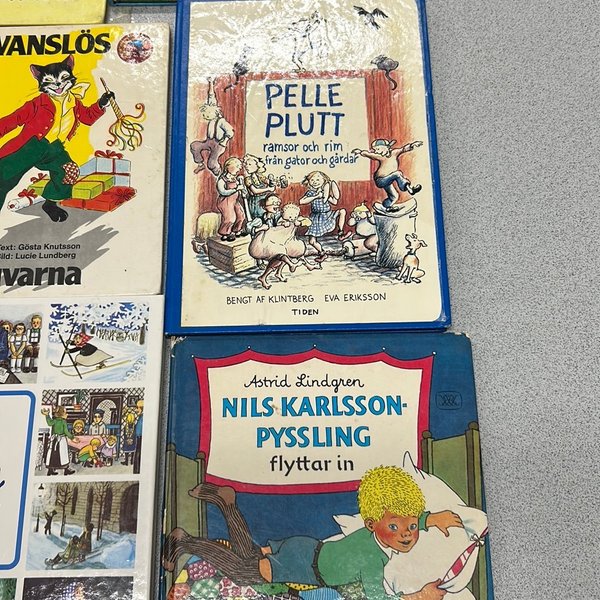 VANSLÖS
Text: Gösta Knutsson
Bild: Lucie Lundberg
varna
PELLE
PLUTT
ramsor och rim
från gator och gårdar
BENGT AF KLINTBERG EVA ERIKSSON
TIDEN
Astrid Lindgren
NILS KARLSSON-
PYSSLING
flyttar in